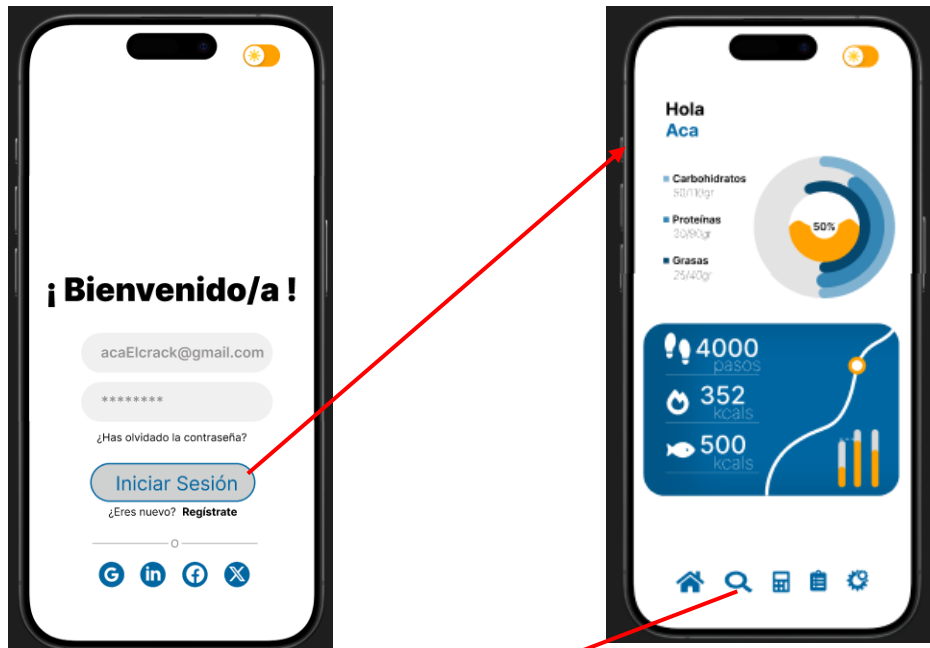 ¡ Bienvenido/a !
acaElcrack@gmail.com
********
¿Has olvidado la contraseña?
Iniciar Sesión
¿Eres nuevo? Regístrate
O
Hola
Aca
Carbohidratos
50/110gr
Proteínas
30/90gr
Grasas
25/40gr
50%
4000
pasos
352
kcals
500
kcals